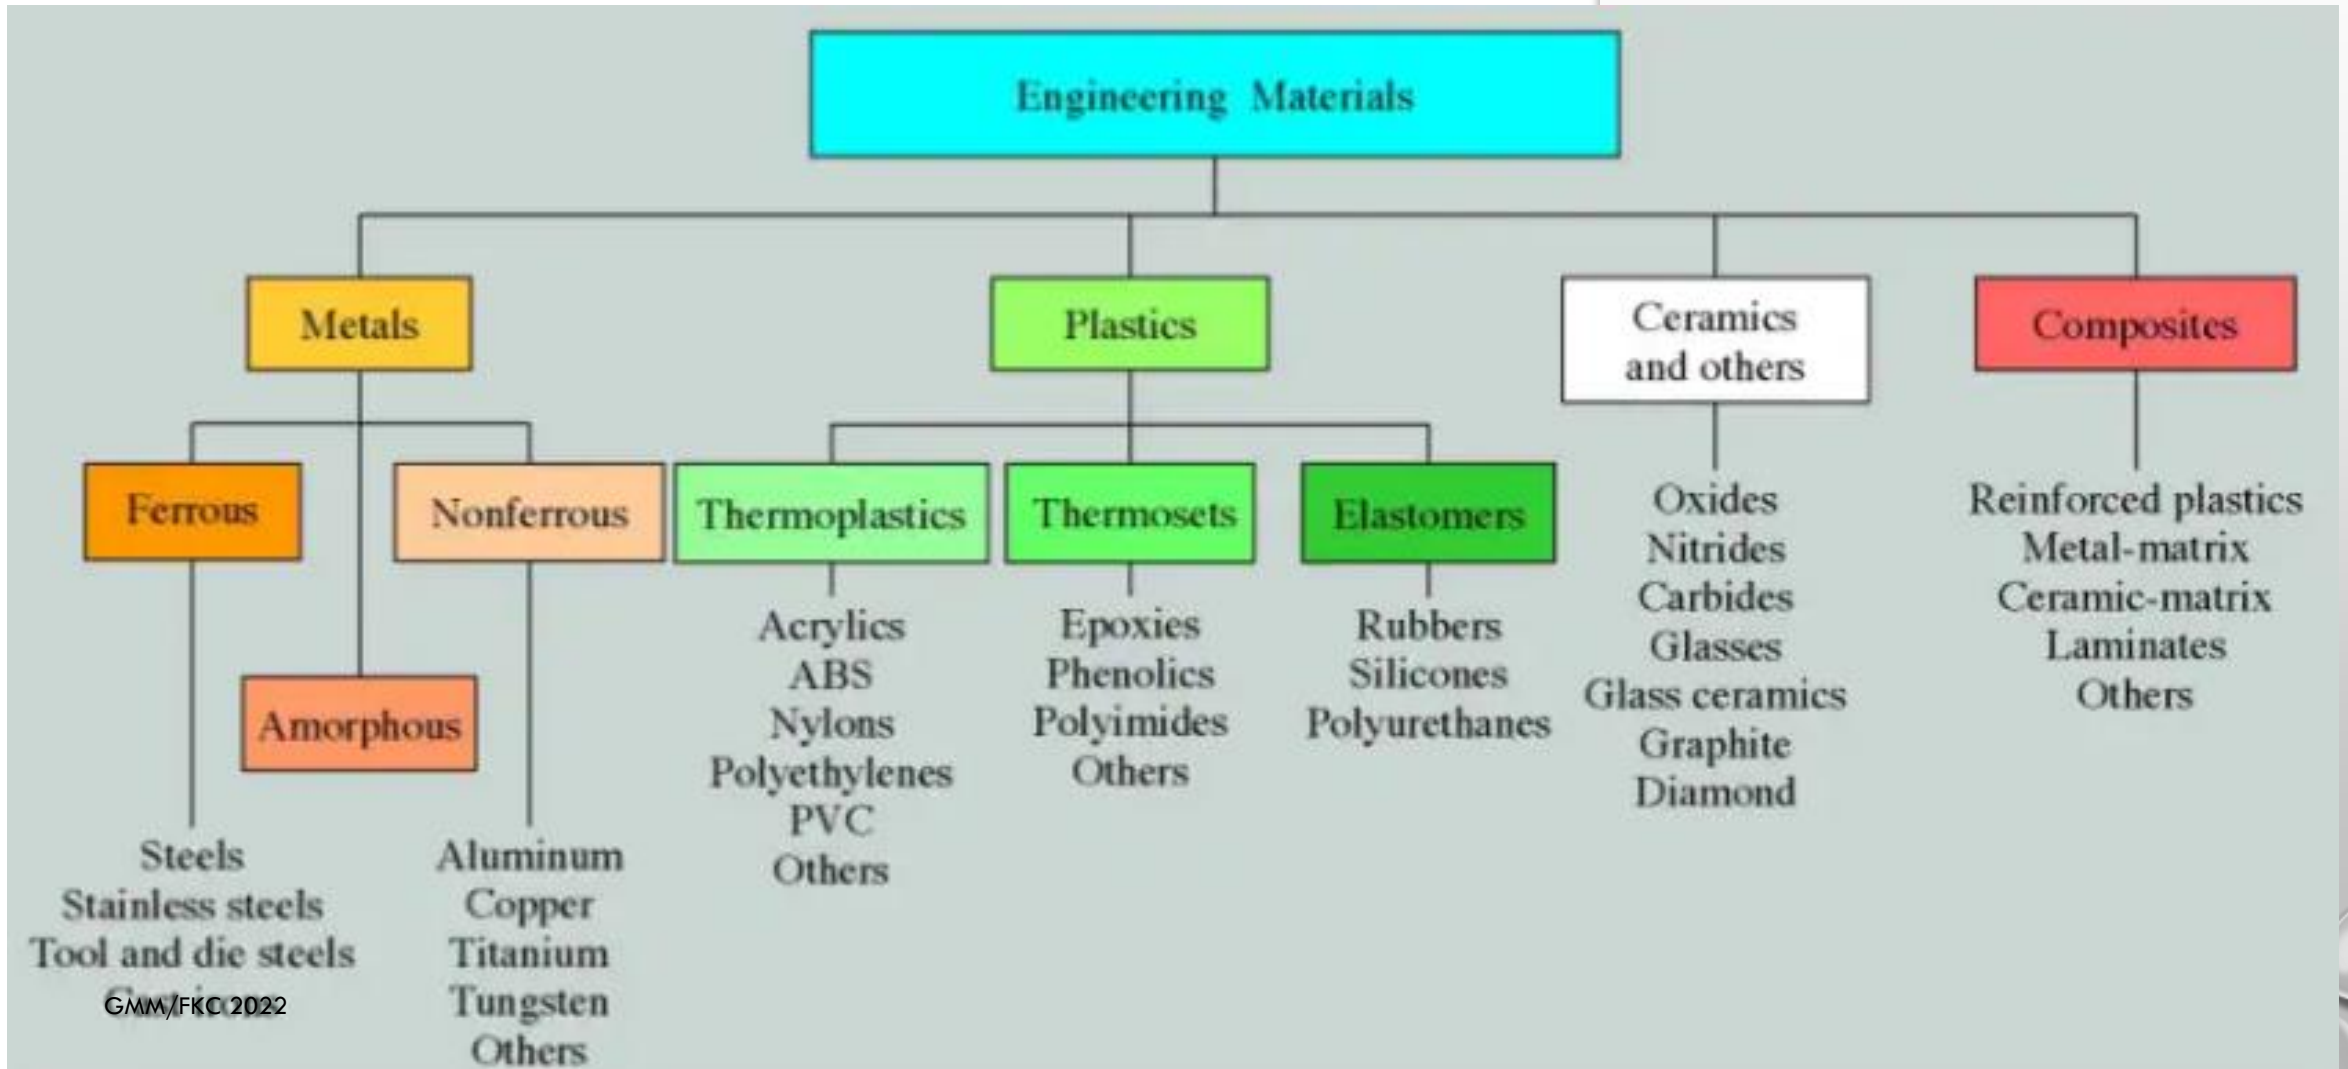 Engineering Materials
Metals
Plastics
Ceramics
and others
Composites
Ferrous
Nonferrous
Amorphous
Thermoplastics
Thermosets
Elastomers
Steels
Stainless steels
Tool and die steels
GMM/FKC 2022
Aluminum
Copper
Titanium
Tungsten
Others
Acrylics
ABS
Nylons
Polyethylenes
PVC
Others
Epoxies
Phenolics
Polyimides
Others
Rubbers
Silicones
Polyurethanes
Oxides
Nitrides
Carbides
Glasses
Glass ceramics
Graphite
Diamond
Reinforced plastics
Metal-matrix
Ceramic-matrix
Laminates
Others